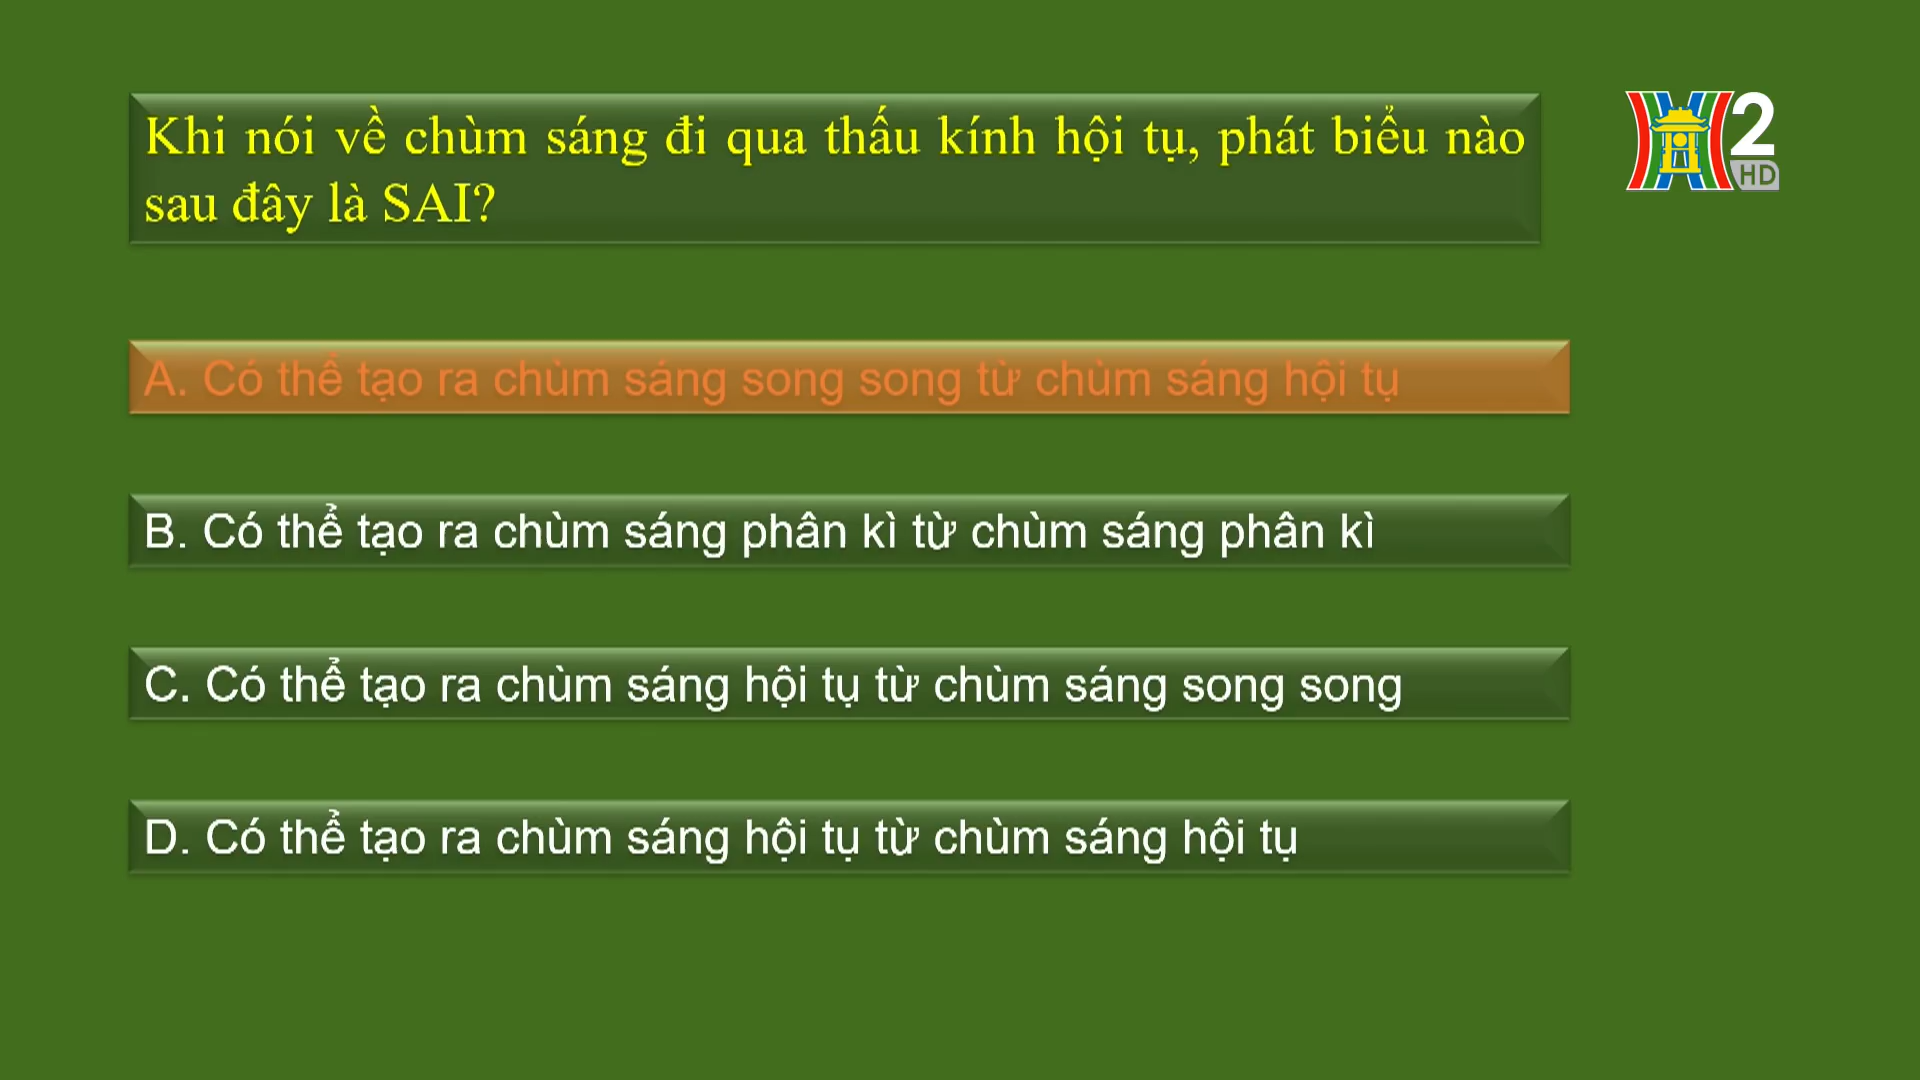 Khi nói về chùm sáng đi qua thấu kính hội tụ, phát biểu nào
sau đây là SAI?
2
HD
A. Có thể tạo ra chùm sáng song song từ chùm sáng hội tụ
B. Có thể tạo ra chùm sáng phân kì từ chùm sáng phân kì
C. Có thể tạo ra chùm sáng hội tụ từ chùm sáng song song
D. Có thể tạo ra chùm sáng hội tụ từ chùm sáng hội tụ